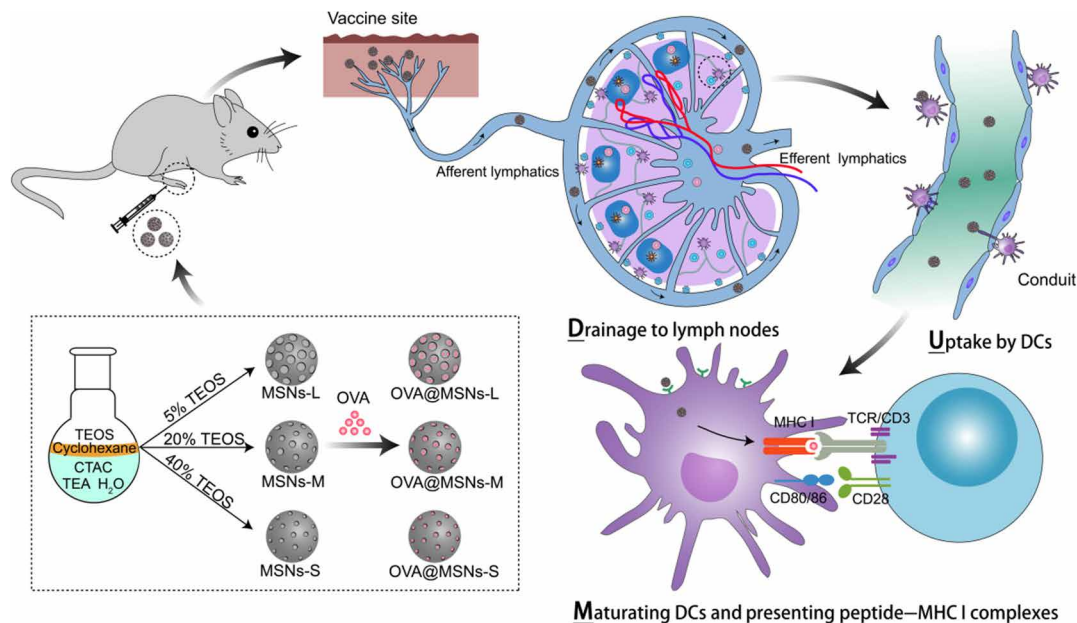 Vaccine site
Afferent lymphatics
Efferent lymphatics
Conduit
Drainage to lymph nodes
Uptake by DCs
TEOS
Cyclohexane
CTAC
TEA H₂O
5% TEOS
20% TEOS
40% TEOS
MSNs-L
MSNs-M
MSNs-S
OVA
OVA@MSNs-L
OVA@MSNs-M
OVA@MSNs-S
MHC I
TCR/CD3
CD80/86
CD28
Maturating DCs and presenting peptide–MHC I complexes